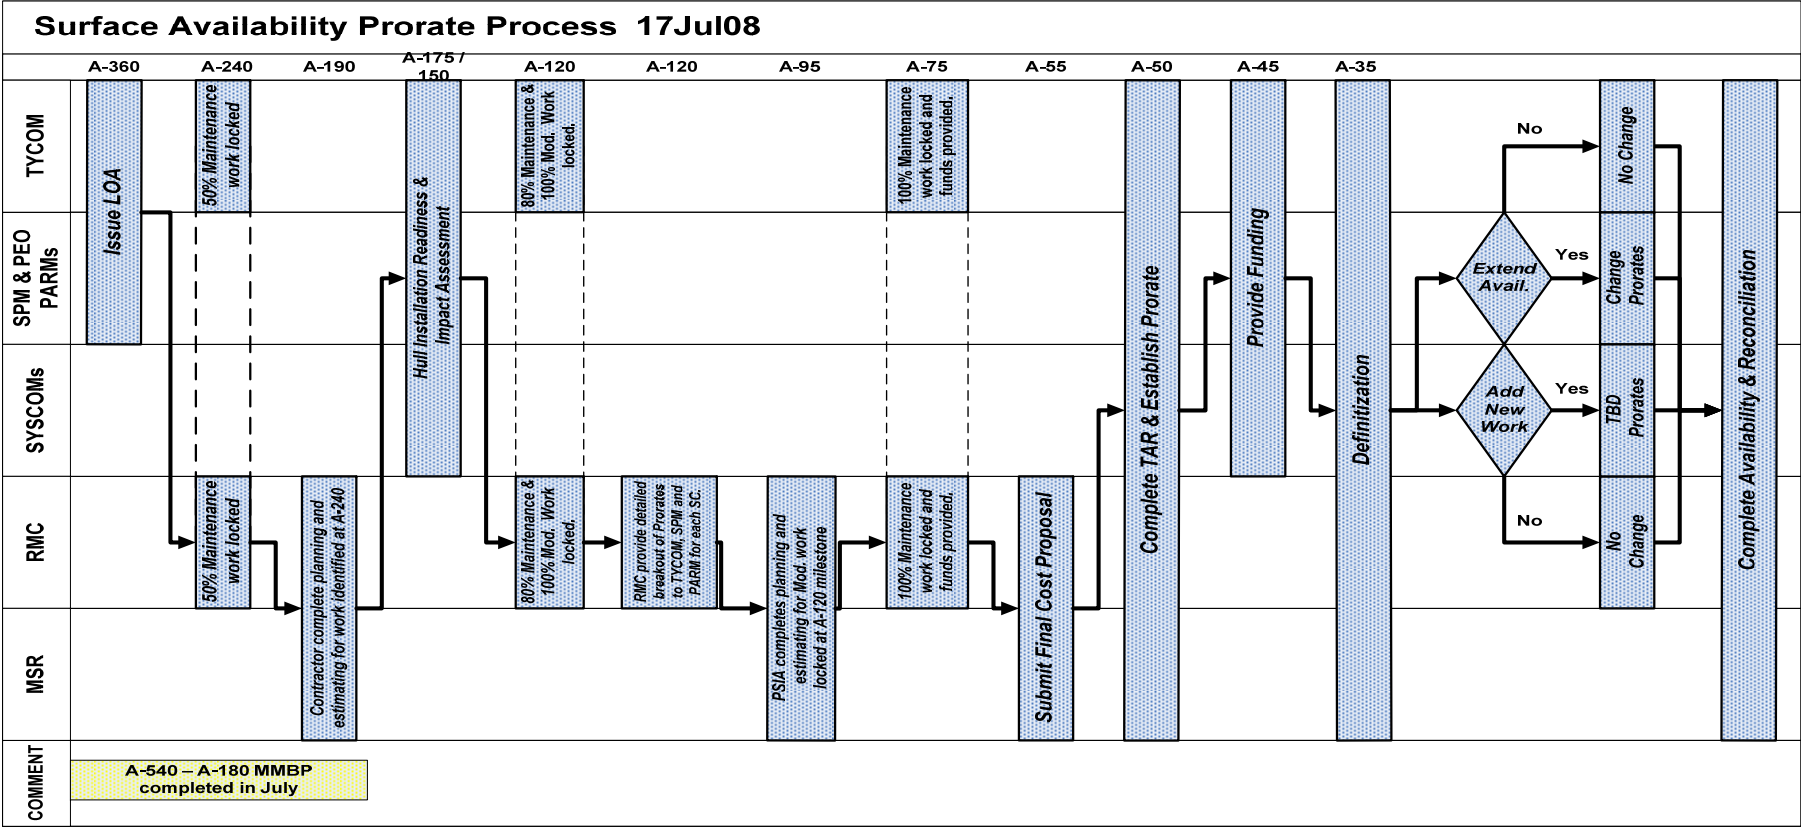 Surface Availability Prorate Process  17Jul08
A-360
A-240
A-190
A-175 /
150
A-120
A-120
A-95
A-75
A-55
A-50
A-45
A-35
TYCOM
SPM & PEO
PARMs
SYSCOMs
RMC
MSR
COMMENT
Issue LOA
50% Maintenance
work locked
50% Maintenance
work locked
Contractor complete planning and
estimating for work identified at A-240
Hull Installation Readiness &
Impact Assessment
80% Maintenance &
100% Mod.  Work
locked.
80% Maintenance &
100% Mod.  Work
locked.
RMC provide detailed
breakout of Prorates
to TYCOM, SPM and
PARM for each SC.
PSIA completes planning and
estimating for Mod. work
locked at A-120 milestone
100% Maintenance
work locked and
funds provided.
100% Maintenance
work locked and
funds provided.
Submit Final Cost Proposal
Complete TAR & Establish Prorate
Provide Funding
Definitization
Extend
Avail.
Add
New
Work
No
Yes
Yes
No
No Change
Change
Prorates
TBD
Prorates
No
Change
Complete Availability & Reconciliation
A-540 – A-180 MMBP
completed in July